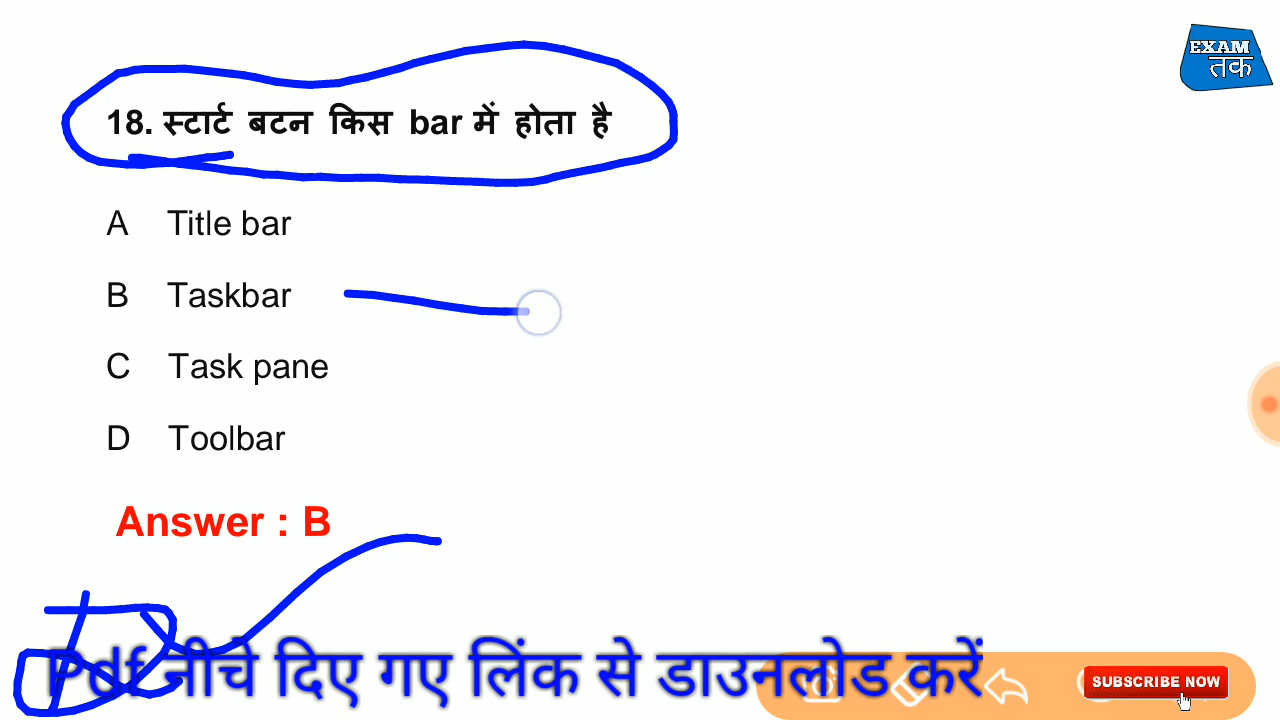 EXAM
तक
18. स्टार्ट बटन किस bar में होता है
A Title bar
B Taskbar
C Task pane
D Toolbar
Answer : B
Pdf नीचे दिए गए लिंक से डाउनलोड करें
SUBSCRIBE NOW